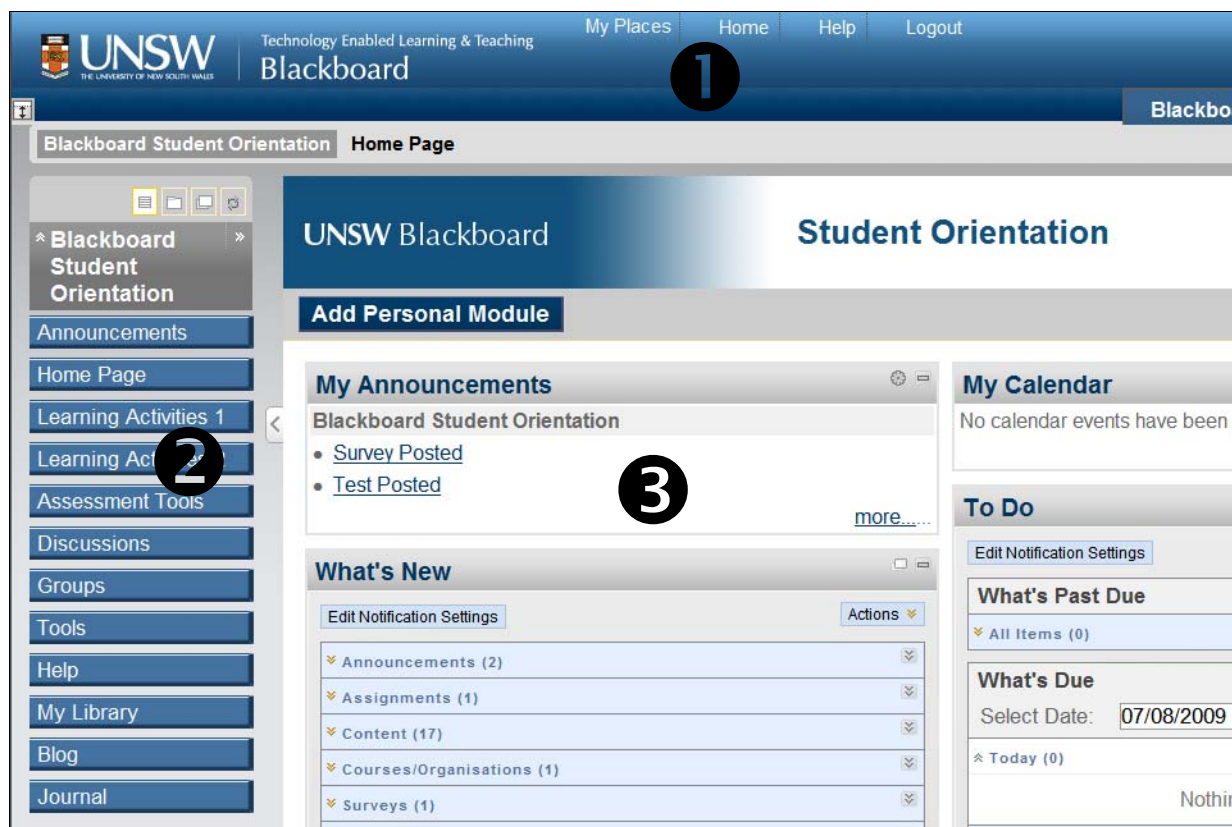 My Places Home Help Logout
UNSW
THE UNIVERSITY OF NEW SOUTH WALES
Technology Enabled Learning & Teaching
Blackboard
1
Blackbo
Blackboard Student Orientation Home Page
Blackboard
Student
Orientation
Announcements
Home Page
Learning Activities 1
Learning
2
Assessment Tools
Discussions
Groups
Tools
Help
My Library
Blog
Journal
UNSW Blackboard
Student Orientation
Add Personal Module
My Announcements
Blackboard Student Orientation
Survey Posted
Test Posted
3
more......
What's New
Edit Notification Settings
Actions
Announcements (2)
Assignments (1)
Content (17)
Courses/Organisations (1)
Surveys (1)
My Calendar
No calendar events have been
To Do
Edit Notification Settings
What's Past Due
All Items (0)
What's Due
Select Date: 07/08/2009
Today (0)
Nothi